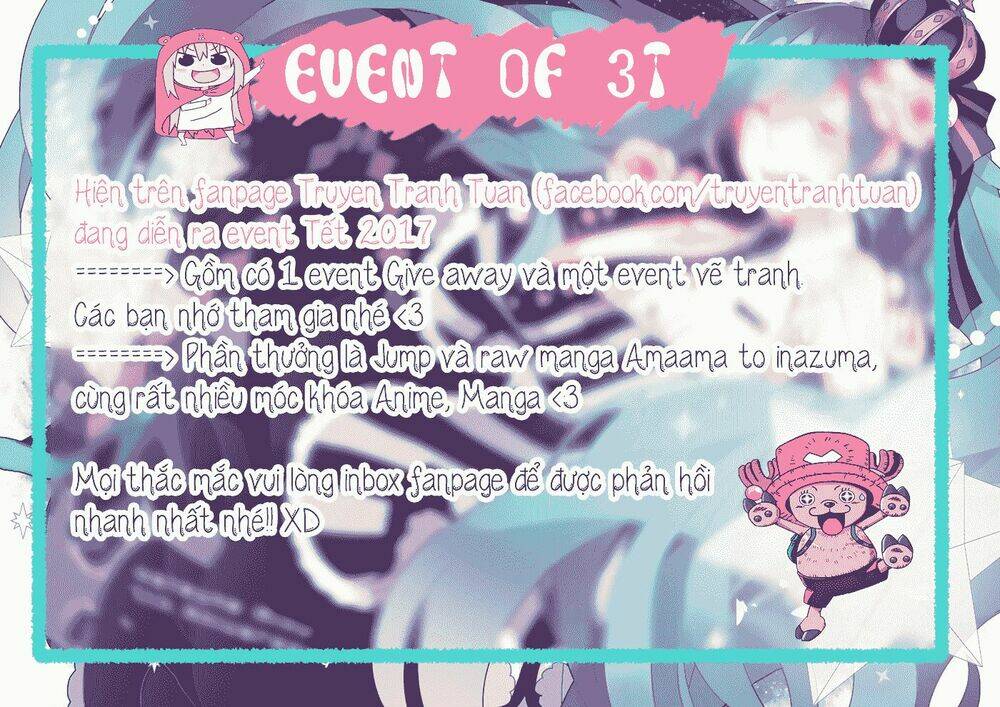 EVENT OF 3T
Hiện trên fanpage Truyen Tranh Tuan (facebook.com/truyentranhtuan)
đang diễn ra event Tết 2017
========> Gồm có 1 event Give away và một event vẽ tranh.
Các bạn nhớ tham gia nhé <3
========> Phần thưởng là Jump và raw manga Amaama to inazuma,
cùng rất nhiều móc khóa Anime, Manga <3
Mọi thắc mắc vui lòng inbox fanpage để được phản hồi
nhanh nhất nhé!! XD